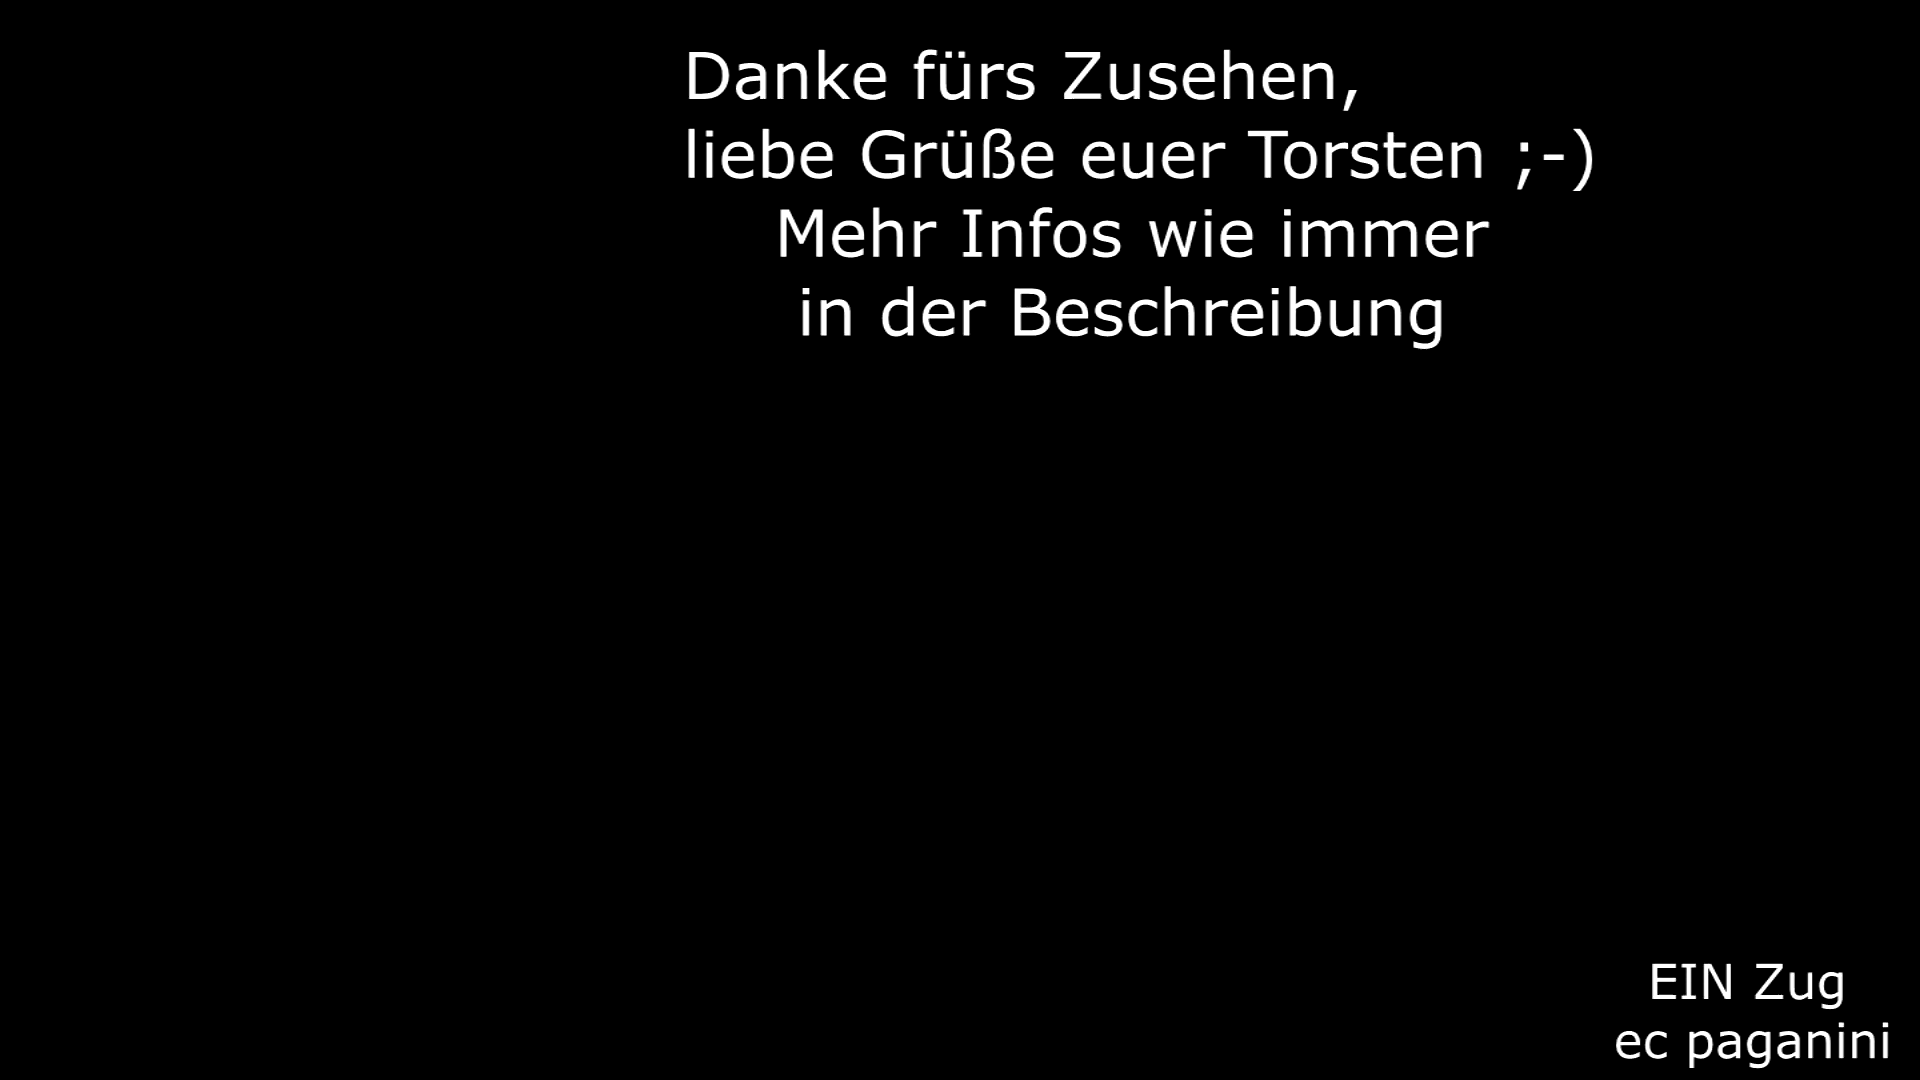 Danke fürs Zusehen,
liebe Grüße euer Torsten ;-)
Mehr Infos wie immer
in der Beschreibung
EIN Zug
ec paganini